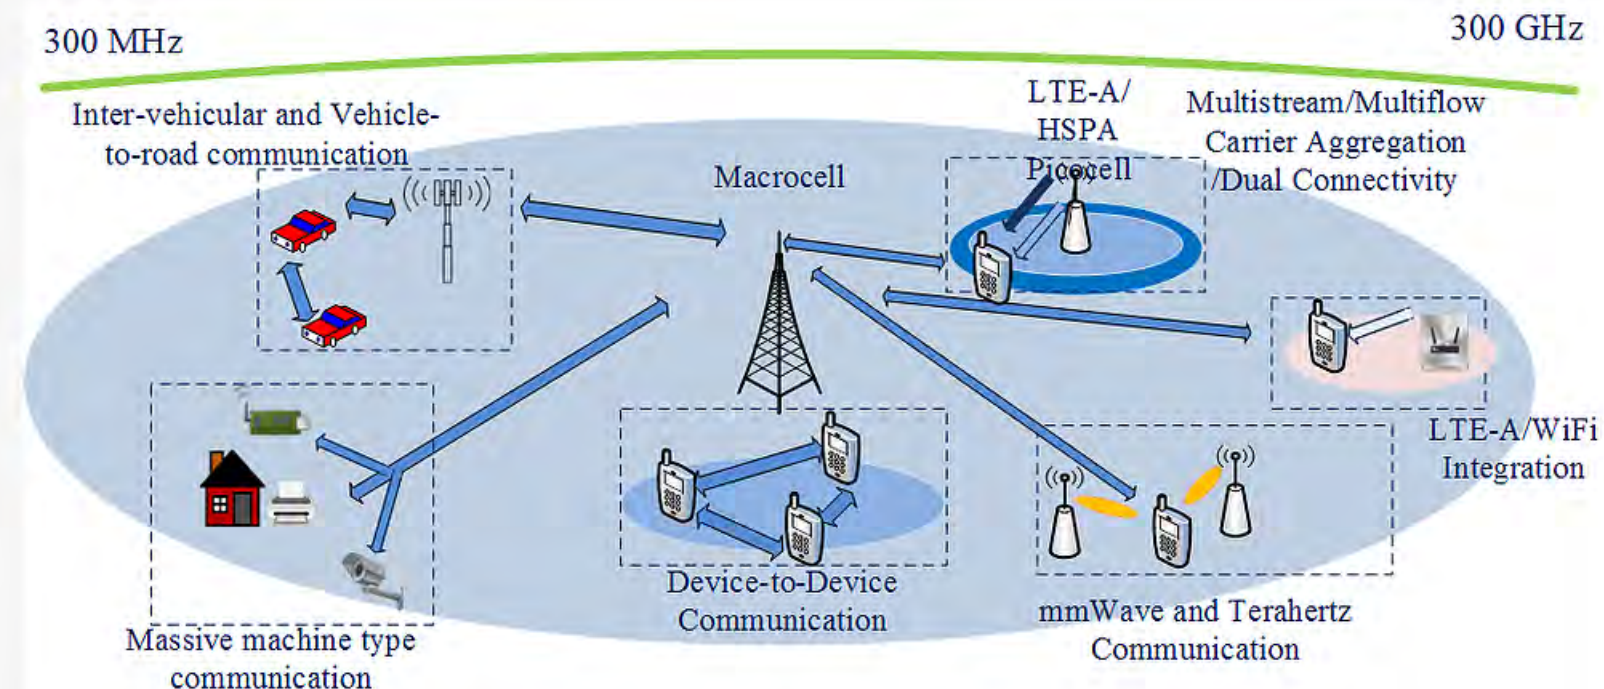 300 MHz
300 GHz
Inter-vehicular and Vehicle-
to-road communication
Macrocell
LTE-A/
HSPA
Picocell
Multistream/Multiflow
Carrier Aggregation
/Dual Connectivity
LTE-A/WiFi
Integration
Device-to-Device
Communication
mmWave and Terahertz
Communication
Massive machine type
communication